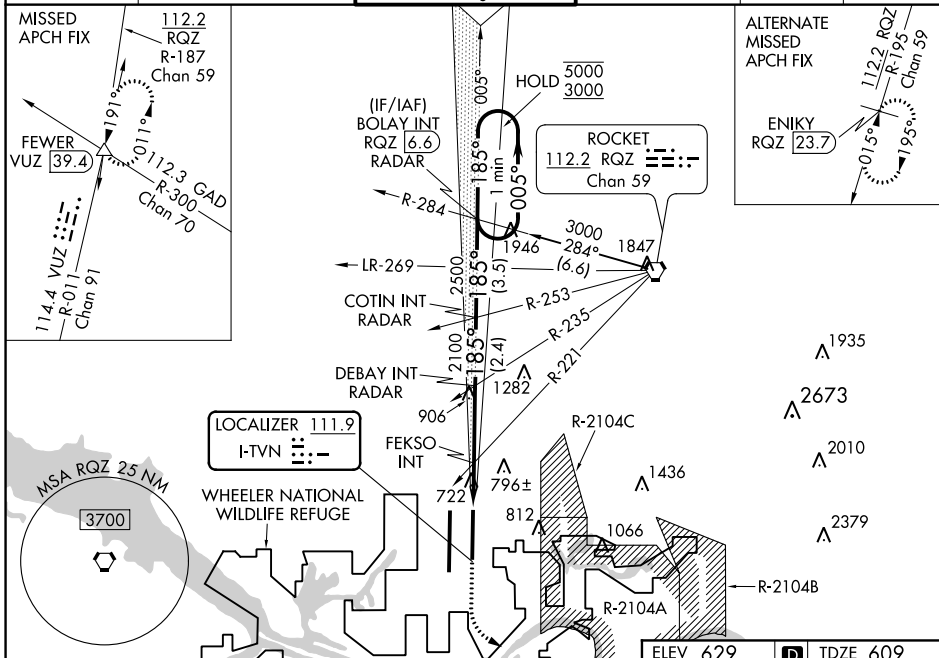 MISSED
APCH FIX
112.2
RQZ
R-187
Chan 59
191°
011°
FEWER
VUZ 39.4
112.3 GAD
R-300
Chan 70
114.4 VUZ
R-011
Chan 91
ALTERNATE
MISSED
APCH FIX
112.2 RQZ
R-195
Chan 59
ENIKY
RQZ 23.7
015°
195°
005°
HOLD 5000
3000
(IF/IAF)
BOLAY INT
RQZ 6.6
RADAR
185°
1 min
005°
ROCKET
112.2 RQZ
Chan 59
R-284
1946
3000
284°
(6.6)
1847
LR-269
2500
185°
(3.5)
R-253
COTIN INT
RADAR
R-235
2100
185°
(2.4)
R-221
DEBAY INT
RADAR
1282
906
1935
2673
LOCALIZER 111.9
I-TVN
FEKSO
INT
R-2104C
2010
1436
722
796±
MSA RQZ 25 NM
3700
WHEELER NATIONAL
WILDLIFE REFUGE
812
1066
2379
R-2104B
R-2104A
ELEV 629
D
TDZE 609